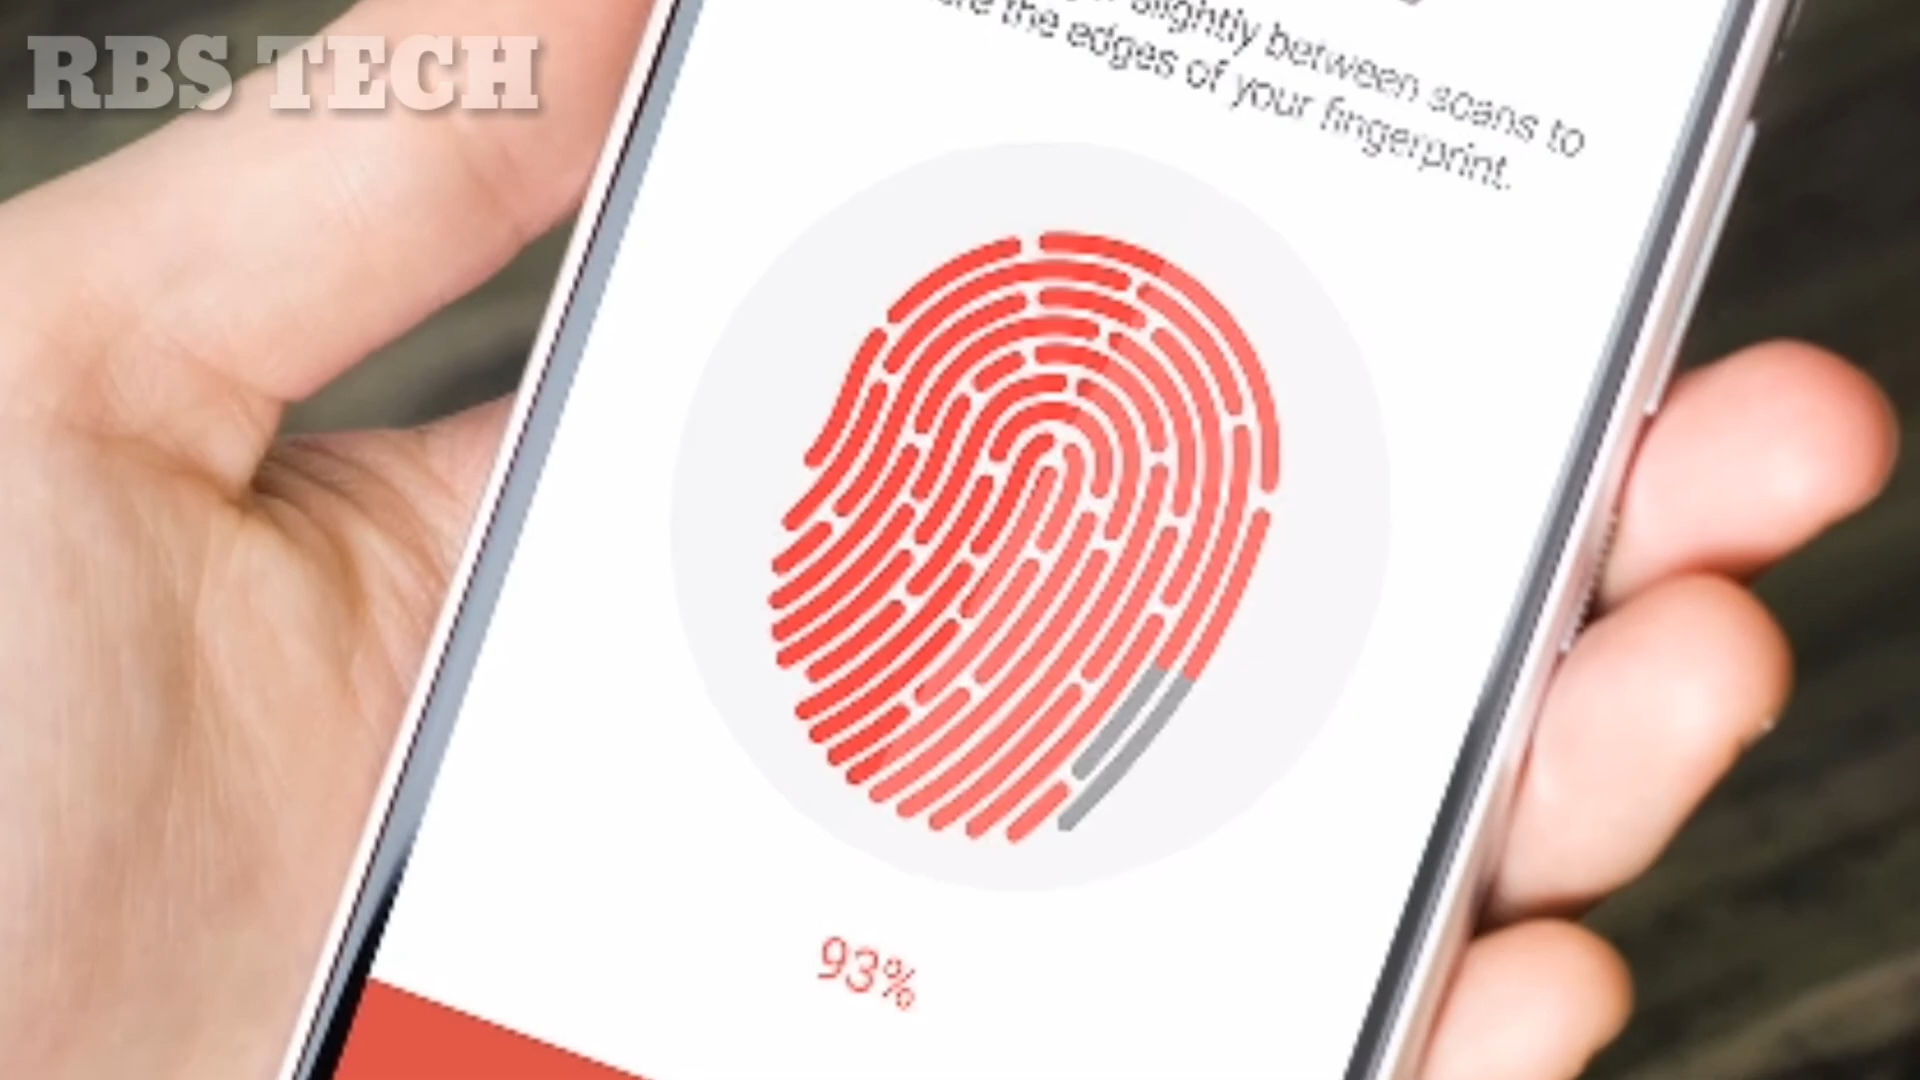 RBS TECH
slightly between scans to
the edges of your fingerprint.
93%